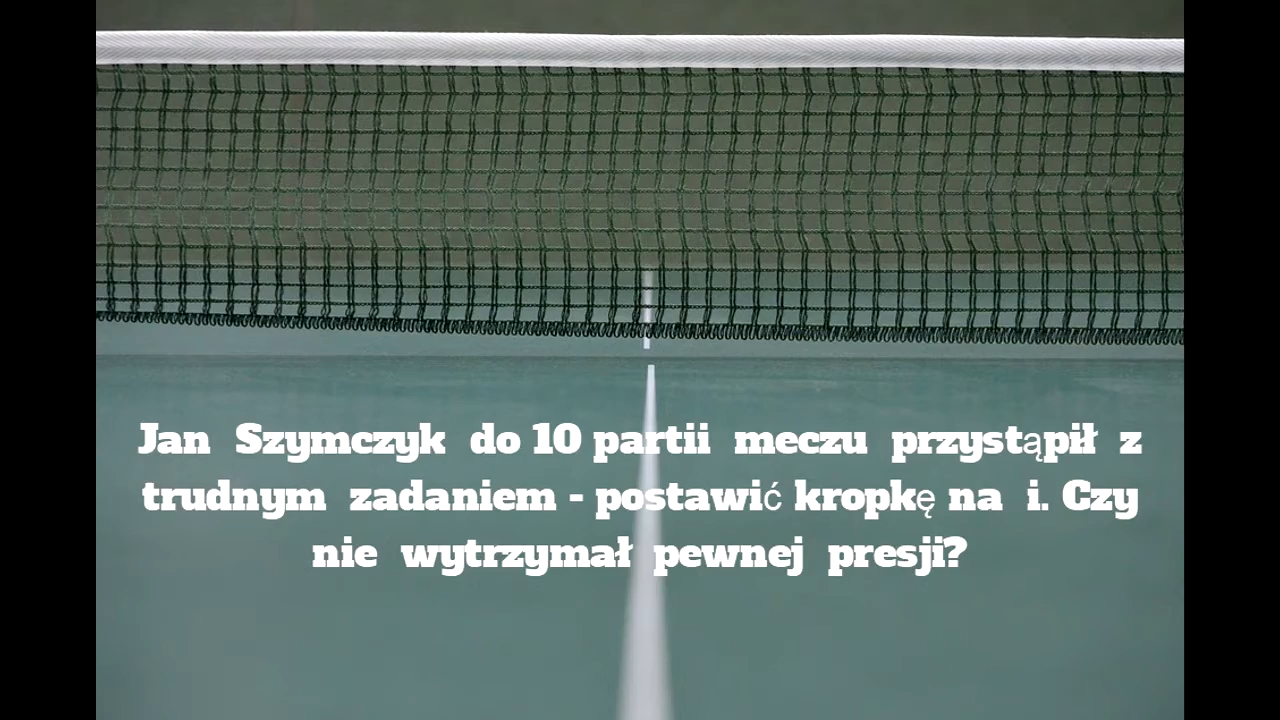 Jan Szymczyk do 10 partii meczu przystąpił z
trudnym zadaniem - postawić kropkę na i. Czy
nie wytrzymał pewnej presji?